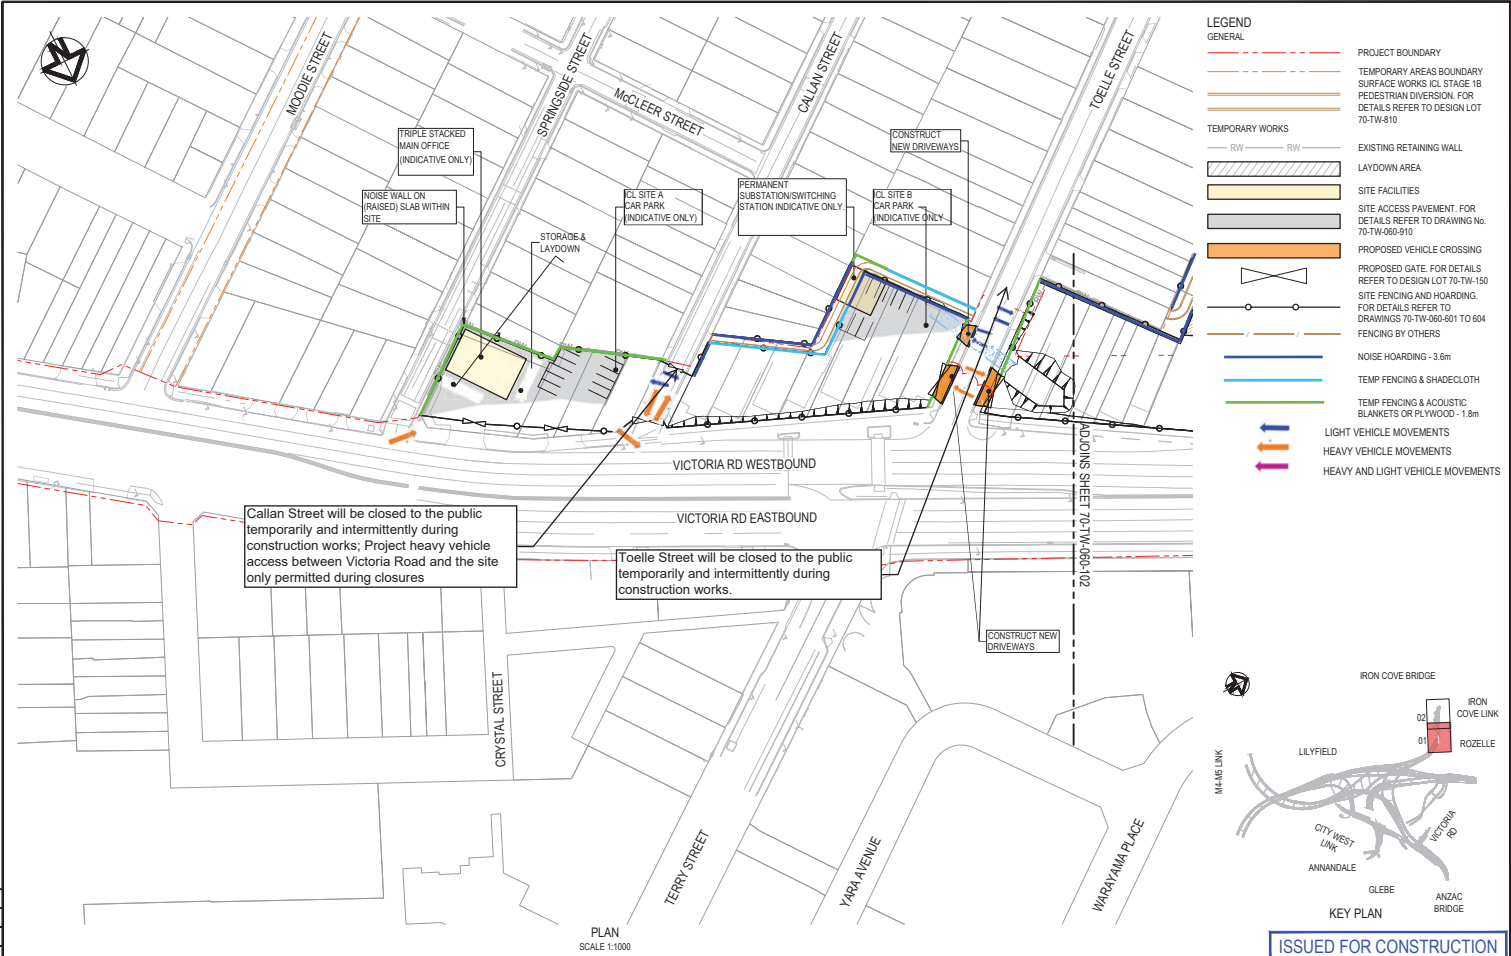 MOODIE STREET
SPRINGSIDE STREET
McCLEER STREET
CALLAN STREET
TOELLE STREET
TRIPLE STACKED
MAIN OFFICE
(INDICATIVE ONLY)
NOISE WALL ON
(RAISED) SLAB WITHIN
SITE
STORAGE &
LAYDOWN
ICL SITE A
CAR PARK
(INDICATIVE ONLY)
PERMANENT
SUBSTATION/SWITCHING
STATION INDICATIVE ONLY.
ICL SITE B
CAR PARK
(INDICATIVE ONLY
CONSTRUCT
NEW DRIVEWAYS
RW
RW
RW
RW
VICTORIA RD WESTBOUND
VICTORIA RD EASTBOUND
Callan Street will be closed to the public
temporarily and intermittently during
construction works; Project heavy vehicle
access between Victoria Road and the site
only permitted during closures
Toelle Street will be closed to the public
temporarily and intermittently during
construction works.
CONSTRUCT NEW
DRIVEWAYS
ADJOINS SHEET 70-TW-060-102
CRYSTAL STREET
TERRY STREET
YARA AVENUE
WARAYAMA PLACE
PLAN
SCALE 1:1000
LEGEND
GENERAL
PROJECT BOUNDARY
TEMPORARY AREAS BOUNDARY
SURFACE WORKS ICL STAGE 1B
PEDESTRIAN DIVERSION. FOR
DETAILS REFER TO DESIGN LOT
70-TW-810
TEMPORARY WORKS
RW RW
EXISTING RETAINING WALL
LAYDOWN AREA
SITE FACILITIES
SITE ACCESS PAVEMENT. FOR
DETAILS REFER TO DRAWING No.
70-TW-060-910
PROPOSED VEHICLE CROSSING
PROPOSED GATE. FOR DETAILS
REFER TO DESIGN LOT 70-TW-150
SITE FENCING AND HOARDING.
FOR DETAILS REFER TO
DRAWINGS 70-TW-060-601 TO 604
FENCING BY OTHERS
NOISE HOARDING - 3.6m
TEMP FENCING & SHADECLOTH
TEMP FENCING & ACOUSTIC
BLANKETS OR PLYWOOD - 1.8m
LIGHT VEHICLE MOVEMENTS
HEAVY VEHICLE MOVEMENTS
HEAVY AND LIGHT VEHICLE MOVEMENTS
IRON COVE BRIDGE
IRON
COVE LINK
02
01
ROZELLE
LILYFIELD
M4-M5 LINK
CITY WEST
LINK
VICTORIA
RD
ANNANDALE
GLEBE
ANZAC
BRIDGE
KEY PLAN
ISSUED FOR CONSTRUCTION